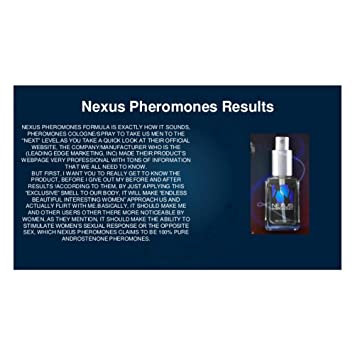 Nexus Pheromones Results
NEXUS PHEROMONES FORMULA IS EXACTLY HOW IT SOUNDS,
PHEROMONES COLOGNE/SPRAY TO TAKE US MEN TO THE
"NEXT" LEVEL AS YOU TAKE A QUICK LOOK AT THEIR OFFICIAL
WEBSITE, THE COMPANY/MANUFACTURER WHO IS THE
(LEADING EDGE MARKETING, INC) MADE THEIR PRODUCT'S
WEBPAGE VERY PROFESSIONAL WITH TONS OF INFORMATION
THAT WE ALL NEED TO KNOW.
BUT FIRST, I WANT YOU TO REALLY GET TO KNOW THE
PRODUCT, BEFORE I GIVE OUT MY BEFORE AND AFTER
RESULTS !ACCORDING TO THEM, BY JUST APPLYING THIS
"EXCLUSIVE" SMELL TO OUR BODY, IT WILL MAKE "ENDLESS
BEAUTIFUL INTERESTING WOMEN" APPROACH US AND
ACTUALLY FLIRT WITH ME.BASICALLY, IT SHOULD MAKE ME
AND OTHER USERS OTHER THERE MORE NOTICEABLE BY
WOMEN, AS THEY MENTION, IT SHOULD MAKE THE ABILITY TO
STIMULATE WOMEN'S SEXUAL RESPONSE OR THE OPPOSITE
SEX, WHICH NEXUS PHEROMONES CLAIMS TO BE 100% PURE
ANDROSTENONE PHEROMONES.
NEXUS